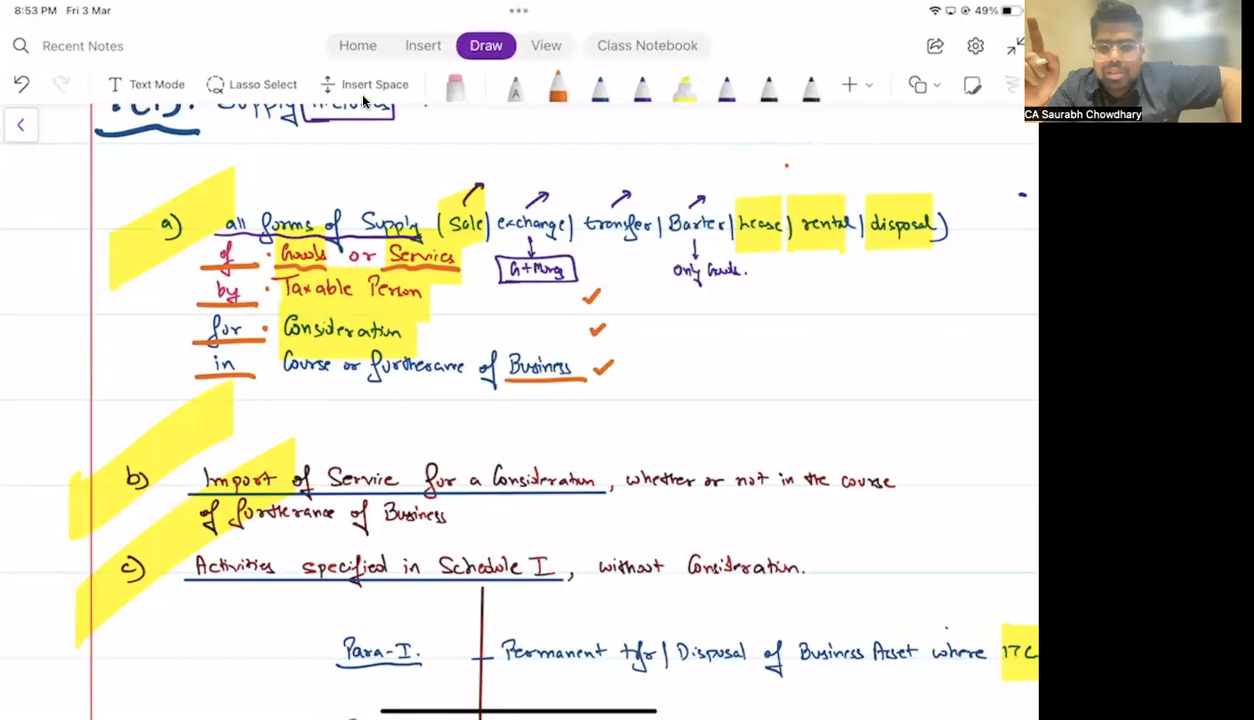 8:53 PM Fri 3 Mar
49%
Recent Notes
Home Insert Draw View Class Notebook
Text Mode Lasso Select Insert Space
Supply
a) all forms of Supply (Sale| exchange| transfer| Barter| Lease| rental| disposal)
of · Goods or Services
only Goods.
by · Taxable Person
for · Consideration
in Course or furtherance of Business
b) Import of Service for a Consideration, whether or not in the course
of furtherance of Business
c) Activities specified in Schedule I, without Consideration.
Para-I. Permanent tfr| Disposal of Business Asset where ITC
CA Saurabh Chowdhary